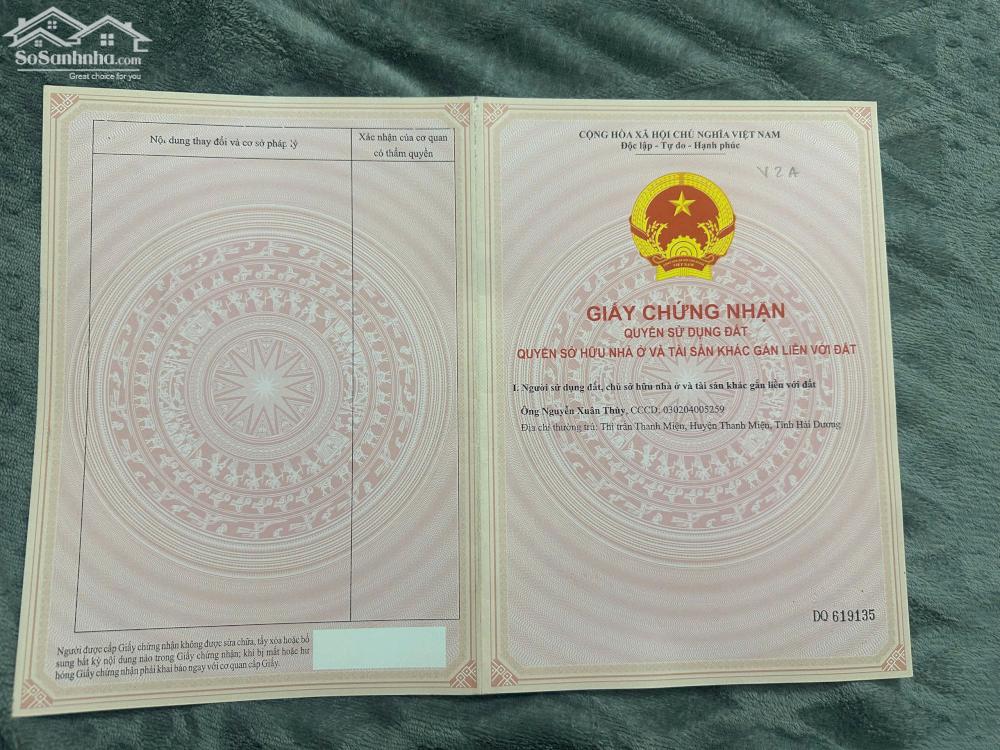 SoSanhnha.com
Great choice for you
Nội dung thay đổi và cơ sở pháp lý
Xác nhận của cơ quan
có thẩm quyền
Người được cấp Giấy chứng nhận không được sửa chữa, tẩy xóa hoặc bổ
sung bất kỳ nội dung nào trong Giấy chứng nhận; khi bị mất hoặc hư
hỏng Giấy chứng nhận phải khai báo ngay với cơ quan cấp Giấy.
CỘNG HÒA XÃ HỘI CHỦ NGHĨA VIỆT NAM
Độc lập - Tự do - Hạnh phúc
V2A
VIỆT NAM
GIẤY CHỨNG NHẬN
QUYỀN SỬ DỤNG ĐẤT
QUYỀN SỞ HỮU NHÀ Ở VÀ TÀI SẢN KHÁC GẮN LIỀN VỚI ĐẤT
I. Người sử dụng đất, chủ sở hữu nhà ở và tài sản khác gắn liền với đất
Ông Nguyễn Xuân Thủy, CCCD: 030204005259
Địa chỉ thường trú: Thị trấn Thanh Miện, Huyện Thanh Miện, Tỉnh Hải Dương
DQ 619135